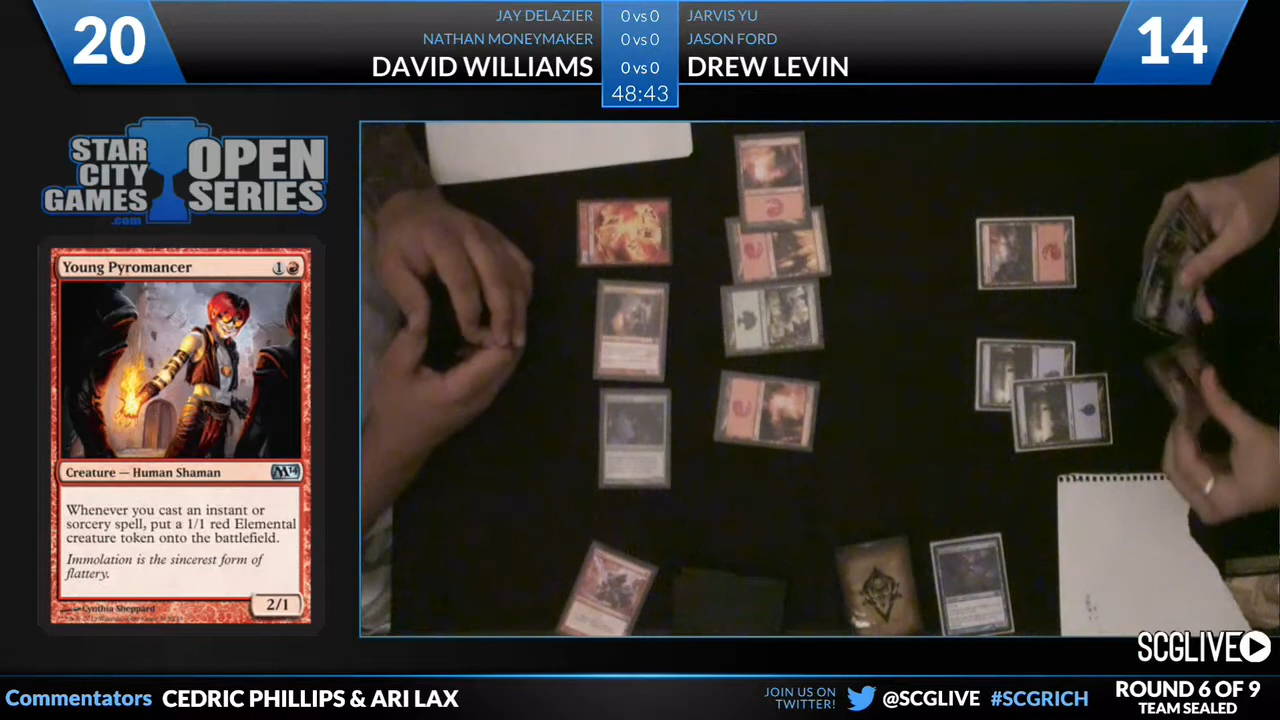 20
JAY DELAZIER 0 vs 0 JARVIS YU
NATHAN MONEYMAKER 0 vs 0 JASON FORD
DAVID WILLIAMS 0 vs 0 DREW LEVIN
48:43
14
STAR CITY GAMES .com
OPEN SERIES
Young Pyromancer 1
Creature — Human Shaman M14
Whenever you cast an instant or
sorcery spell, put a 1/1 red Elemental
creature token onto the battlefield.
Immolation is the sincerest form of
flattery.
Cynthia Sheppard
2/1
SCGLIVE
Commentators CEDRIC PHILLIPS & ARI LAX
JOIN US ON
TWITTER!
@SCGLIVE #SCGRICH
ROUND 6 OF 9
TEAM SEALED